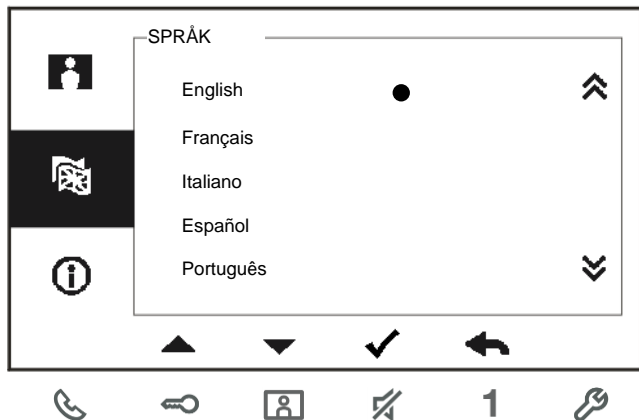 SPRÅK
English
Français
Italiano
Español
Português
1